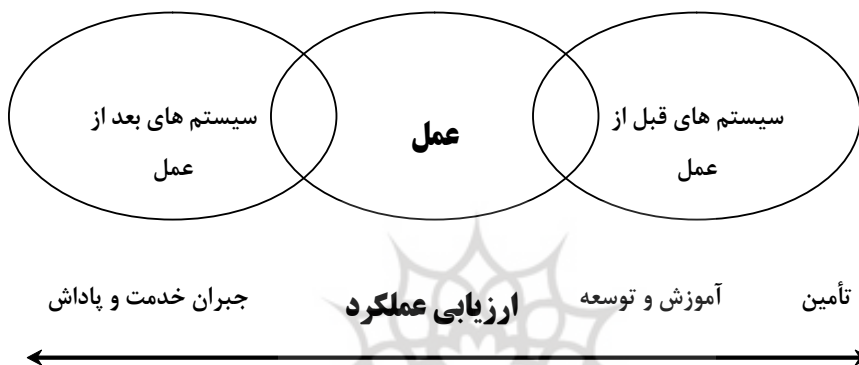 سیستم های قبل از
عمل
عمل
سیستم های بعد از
عمل
تأمین
آموزش و توسعه
ارزیابی عملکرد
جبران خدمت و پاداش